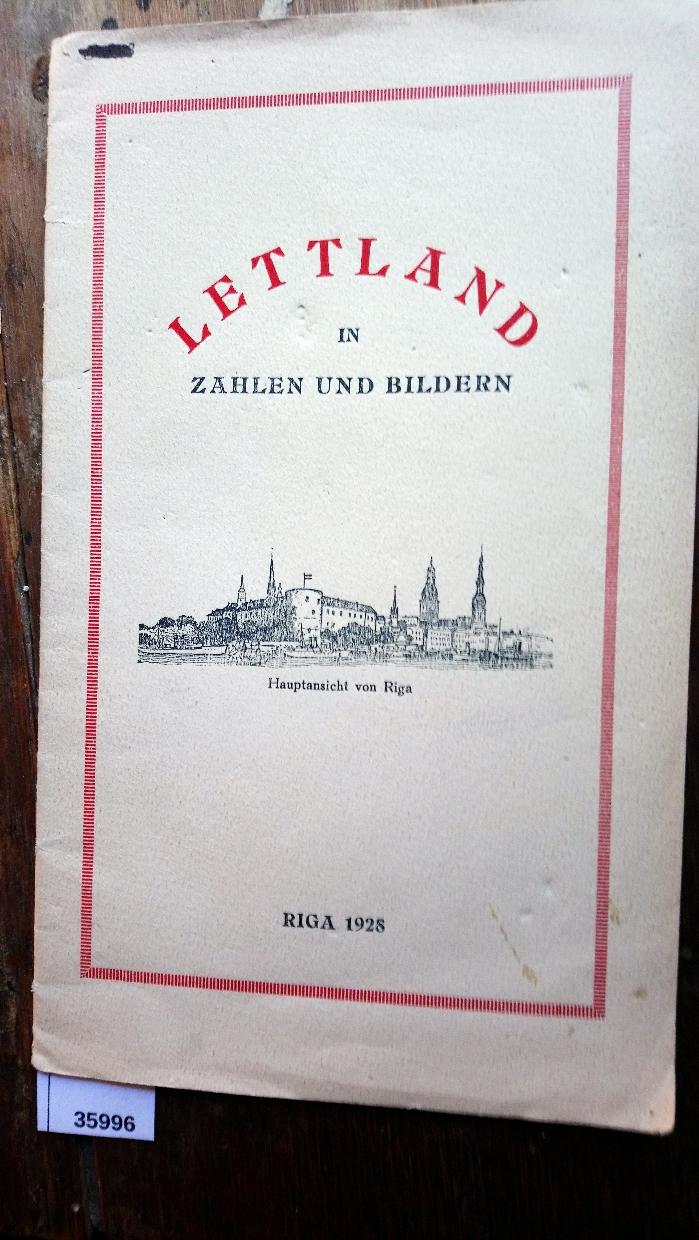 LETTLAND
IN
ZAHLEN UND BILDERN
Hauptansicht von Riga
RIGA 1928
35996